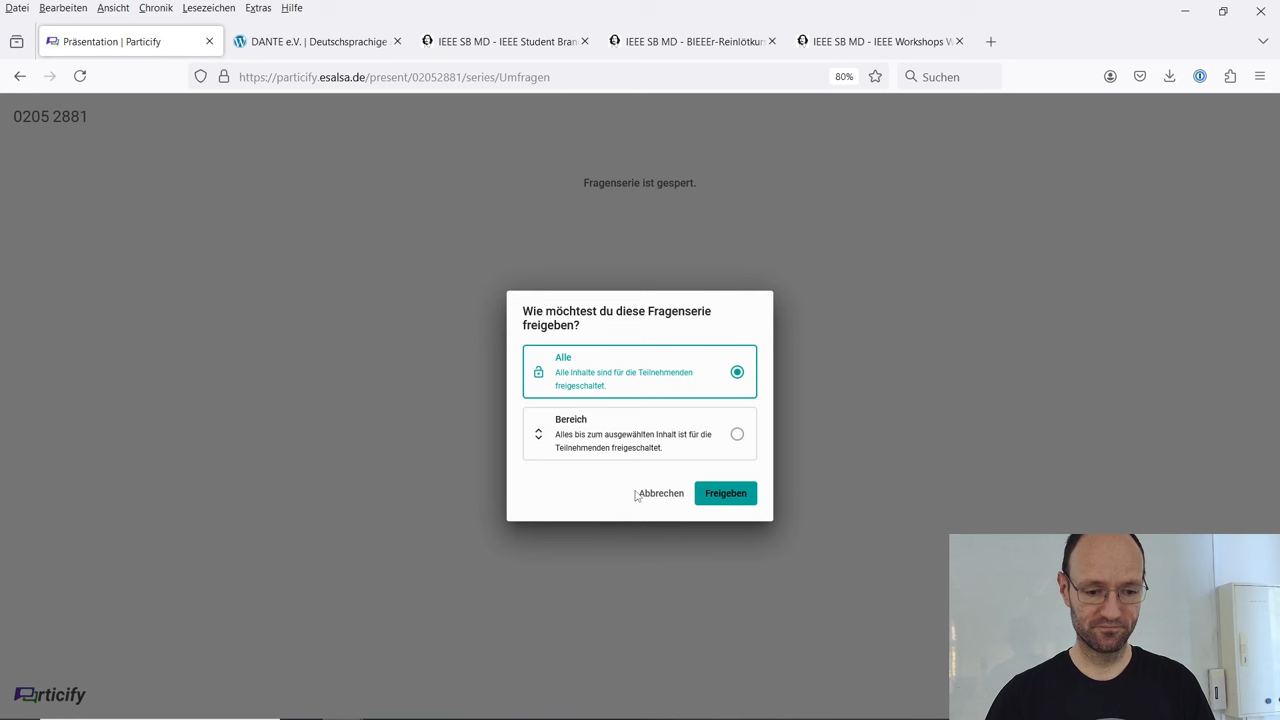 Datei Bearbeiten Ansicht Chronik Lesezeichen Extras Hilfe
Präsentation | Particify
DANTE e.V. | Deutschsprachige
IEEE SB MD - IEEE Student Bran
IEEE SB MD - BIEEEr-Reinlötkur
IEEE SB MD - IEEE Workshops W
https://particify.esalsa.de/present/02052881/series/Umfragen
80%
Suchen
0205 2881
Fragenserie ist gespert.
Wie möchtest du diese Fragenserie
freigeben?
Alle
Alle Inhalte sind für die Teilnehmenden
freigeschaltet.
Bereich
Alles bis zum ausgewählten Inhalt ist für die
Teilnehmenden freigeschaltet.
Abbrechen Freigeben
Particify